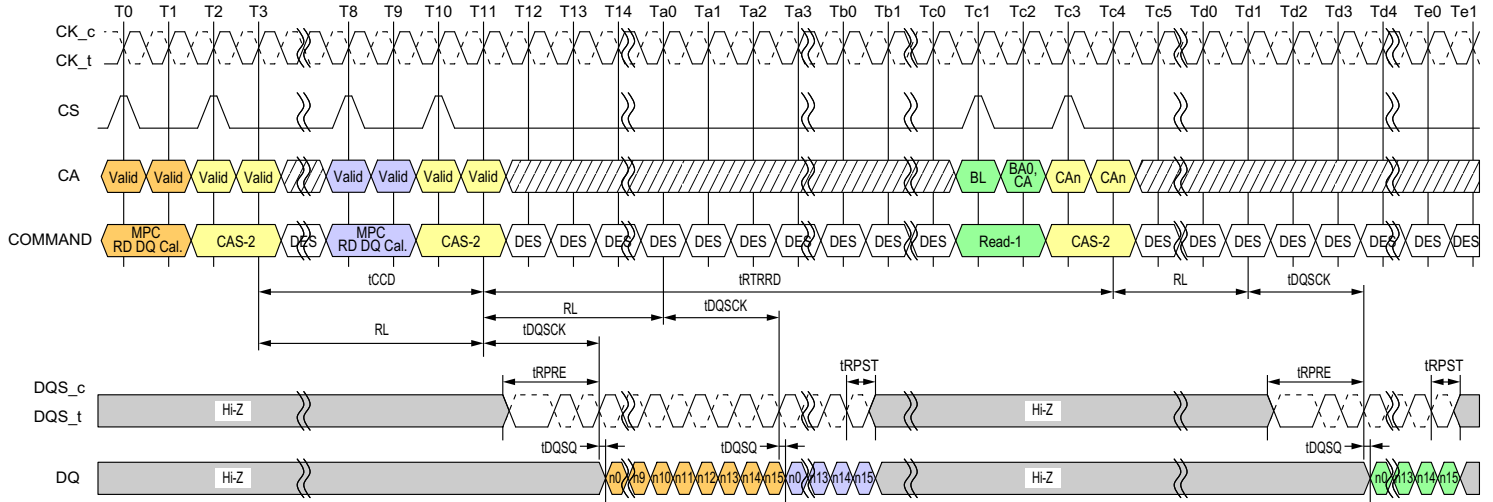 T0 T1 T2 T3 T8 T9 T10 T11 T12 T13 T14 Ta0 Ta1 Ta2 Ta3 Tb0 Tb1 Tc0 Tc1 Tc2 Tc3 Tc4 Tc5 Td0 Td1 Td2 Td3 Td4 Te0 Te1
CK_c
CK_t
CS
CA Valid Valid Valid Valid Valid Valid Valid Valid BL BA0, CA CAn CAn
COMMAND MPC RD DQ Cal. CAS-2 DES MPC RD DQ Cal. CAS-2 DES DES DES DES DES DES DES DES DES DES Read-1 CAS-2 DES DES DES DES DES DES DES DES
tCCD tRTRRD RL tDQSCK
RL tDQSCK
RL tDQSCK
tRPRE tRPST tRPRE tRPST
DQS_c
DQS_t Hi-Z Hi-Z
tDQSQ tDQSQ tDQSQ
DQ Hi-Z n0 n9 n10 n11 n12 n13 n14 n15 n0 n13 n14 n15 Hi-Z n0 n13 n14 n15